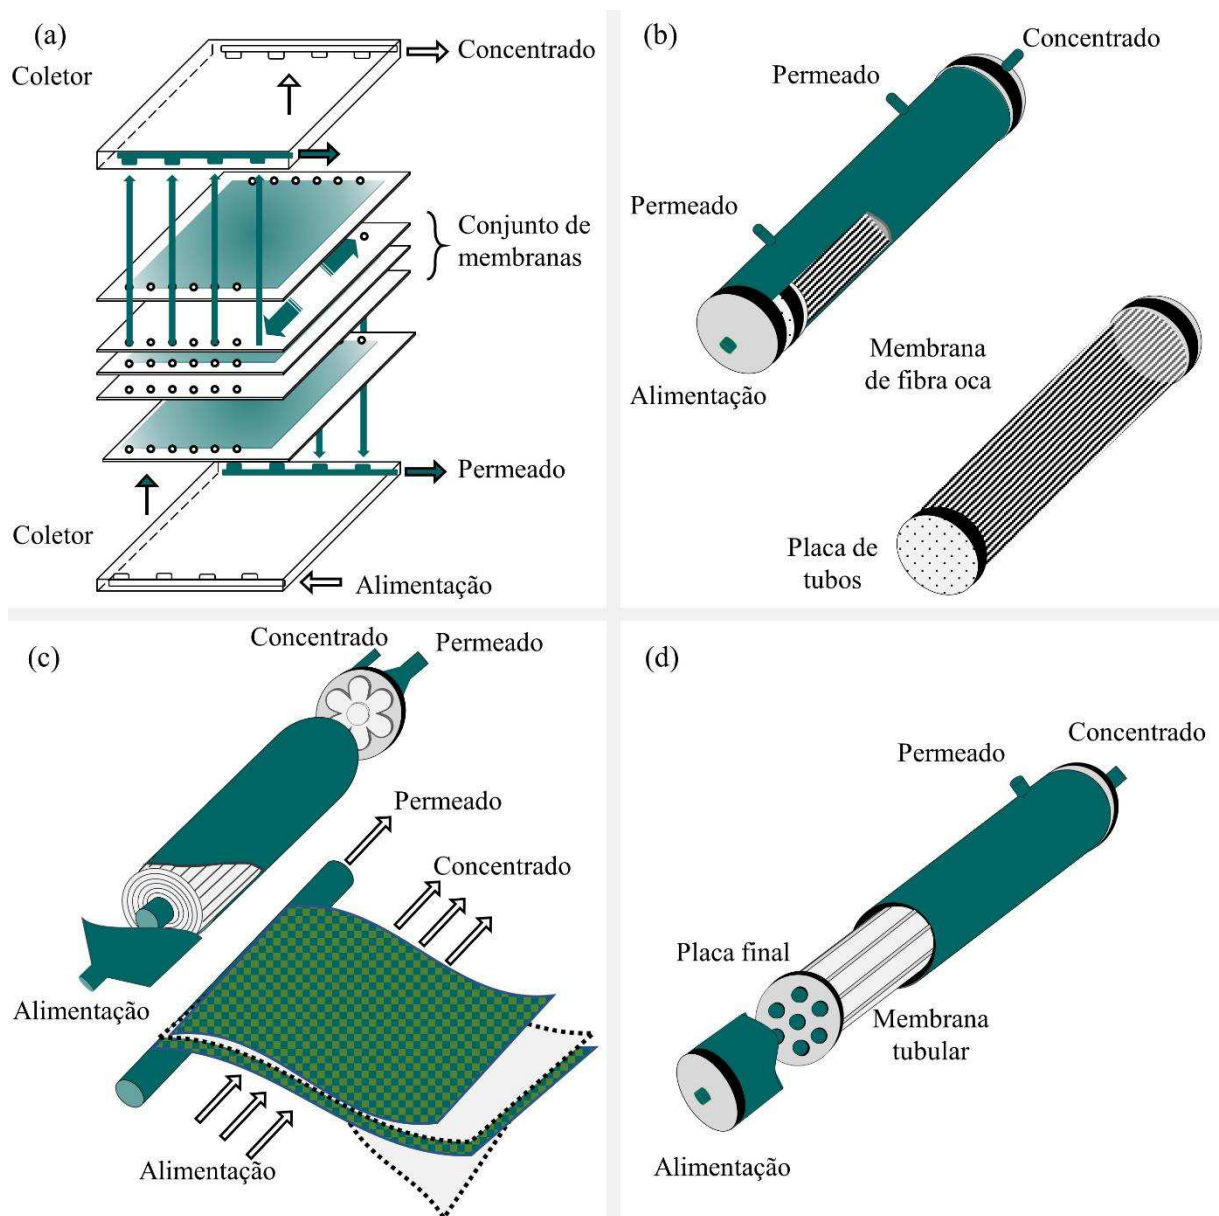 (a)
Concentrado
Coletor
Conjunto de
membranas
Permeado
Coletor
Alimentação
(b)
Concentrado
Permeado
Permeado
Membrana
de fibra oca
Alimentação
Placa de
tubos
(c)
Concentrado
Permeado
Permeado
Concentrado
Alimentação
Alimentação
(d)
Concentrado
Permeado
Placa final
Membrana
tubular
Alimentação